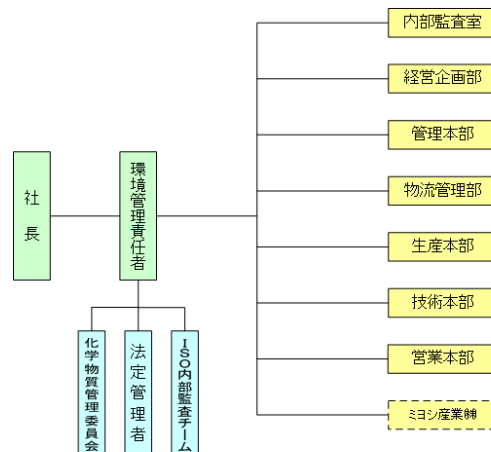 内部監査室
経営企画部
管理本部
物流管理部
生産本部
技術本部
営業本部
ミヨシ産業㈱
社長
環境管理責任者
化学物質管理委員会
法定管理者
ISO内部監査チーム